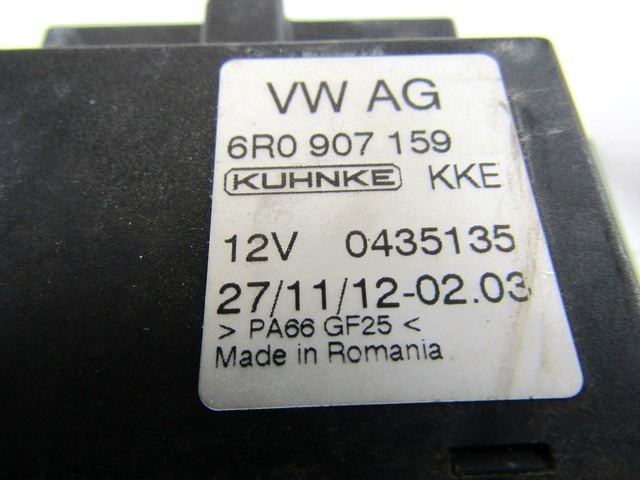 VW AG
6R0 907 159
KUHNKE KKE
12V 0435135
27/11/12-02.03
> PA66 GF25 <
Made in Romania